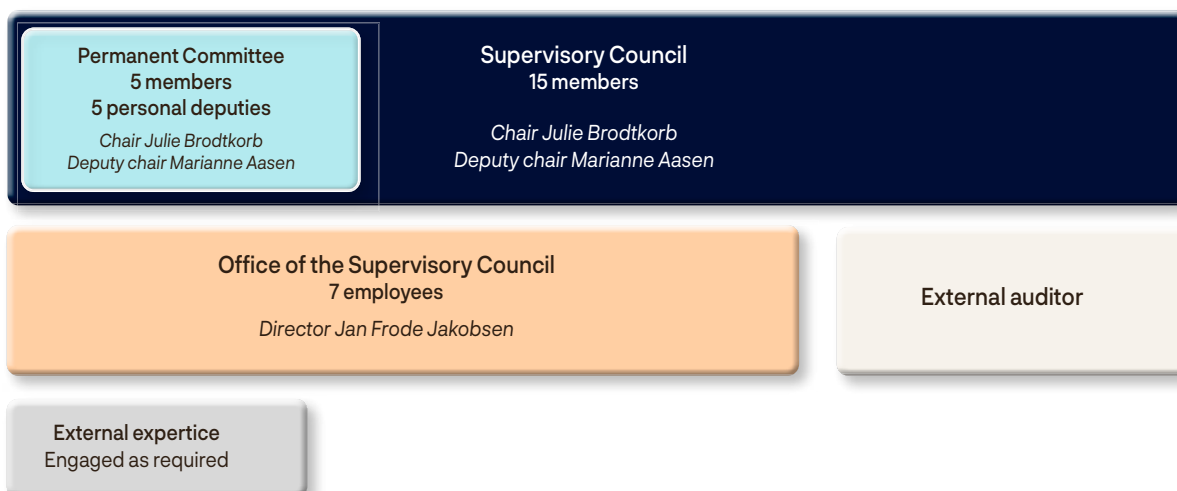 Permanent Committee
5 members
5 personal deputies
Chair Julie Brodtkorb
Deputy chair Marianne Aasen
Supervisory Council
15 members
Chair Julie Brodtkorb
Deputy chair Marianne Aasen
Office of the Supervisory Council
7 employees
Director Jan Frode Jakobsen
External auditor
External expertice
Engaged as required